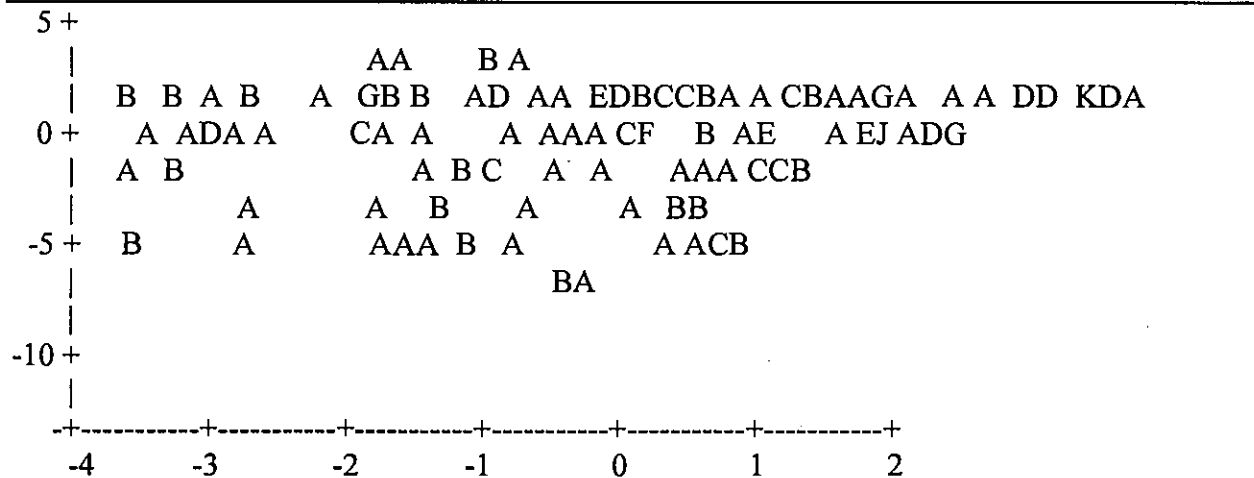 5 +
| AA B A
| B B A B A GB B AD AA EDBCCBA A CBAAGA A A DD KDA
0 + A ADA A CA A A AAA CF B AE A EJ ADG
| A B A B C A A AAA CCB
| A A B A A BB
-5 + B A AAA B A A ACB
| BA
|
-10 +
|
-+---------+---------+---------+---------+---------+---------+
-4 -3 -2 -1 0 1 2